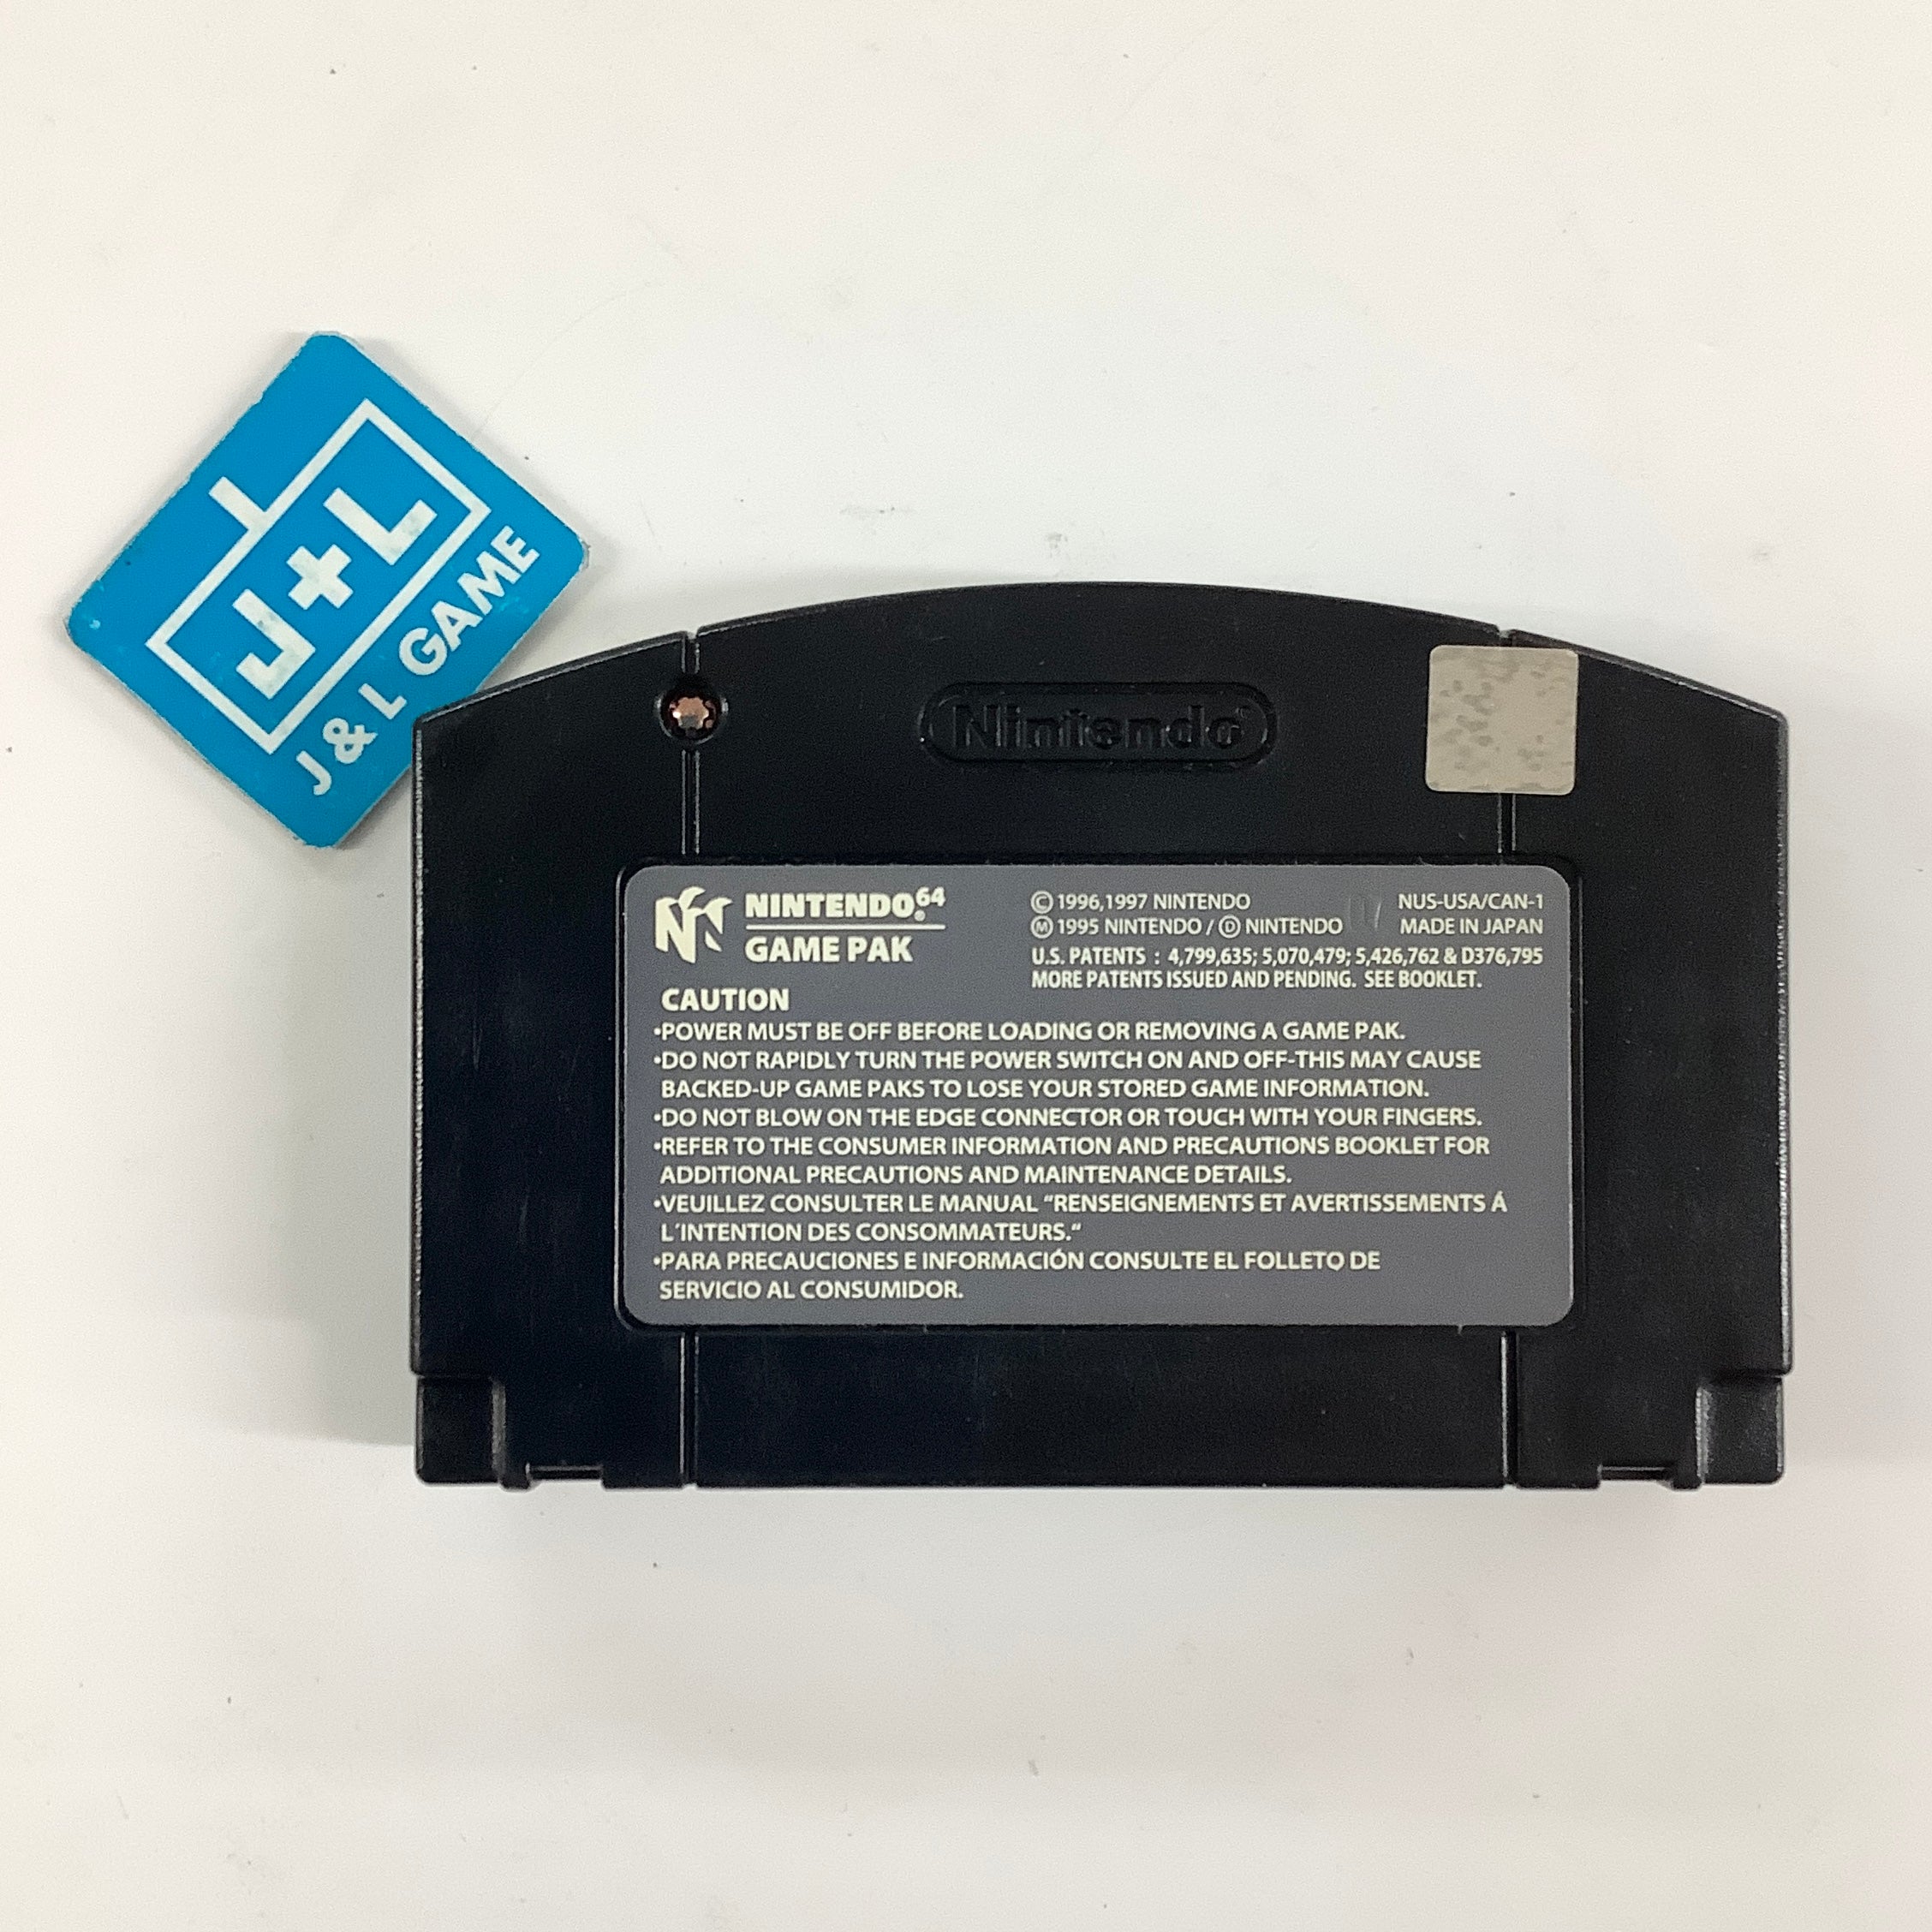 J+L
J & L GAME
Nintendo
NINTENDO64®
GAME PAK
© 1996,1997 NINTENDO NUS-USA/CAN-1
Ⓜ 1995 NINTENDO / Ⓓ NINTENDO MADE IN JAPAN
U.S. PATENTS : 4,799,635; 5,070,479; 5,426,762 & D376,795
MORE PATENTS ISSUED AND PENDING. SEE BOOKLET.
CAUTION
•POWER MUST BE OFF BEFORE LOADING OR REMOVING A GAME PAK.
•DO NOT RAPIDLY TURN THE POWER SWITCH ON AND OFF-THIS MAY CAUSE
BACKED-UP GAME PAKS TO LOSE YOUR STORED GAME INFORMATION.
•DO NOT BLOW ON THE EDGE CONNECTOR OR TOUCH WITH YOUR FINGERS.
•REFER TO THE CONSUMER INFORMATION AND PRECAUTIONS BOOKLET FOR
ADDITIONAL PRECAUTIONS AND MAINTENANCE DETAILS.
•VEUILLEZ CONSULTER LE MANUAL "RENSEIGNEMENTS ET AVERTISSEMENTS Á
L´INTENTION DES CONSOMMATEURS."
•PARA PRECAUCIONES E INFORMACIÓN CONSULTE EL FOLLETO DE
SERVICIO AL CONSUMIDOR.